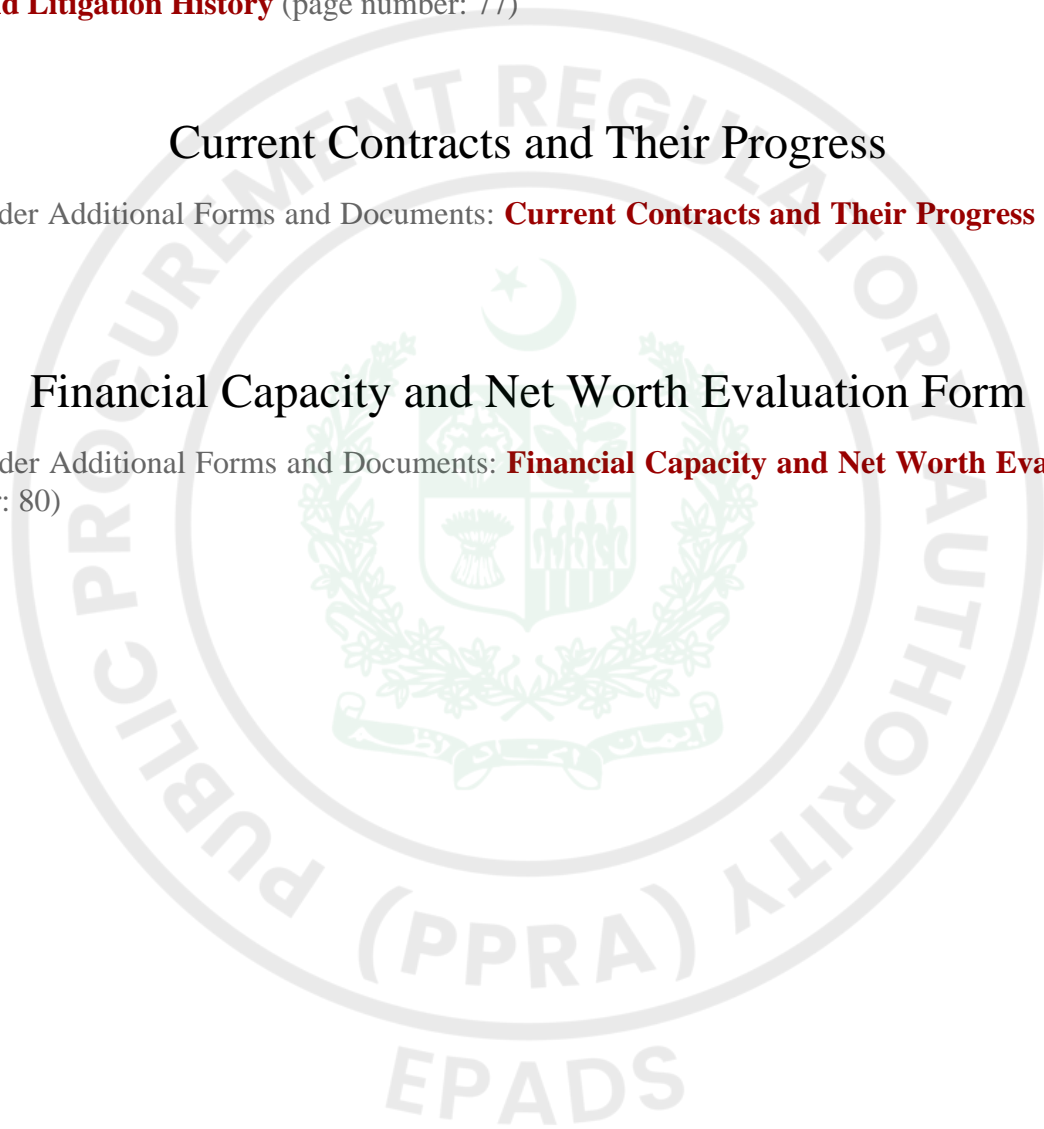 d Litigation History (page number: 77)
Current Contracts and Their Progress
der Additional Forms and Documents: Current Contracts and Their Progress
Financial Capacity and Net Worth Evaluation Form
der Additional Forms and Documents: Financial Capacity and Net Worth Eva
: 80)
PUBLIC PROCUREMENT REGULATORY AUTHORITY
(PPRA)
EPADS